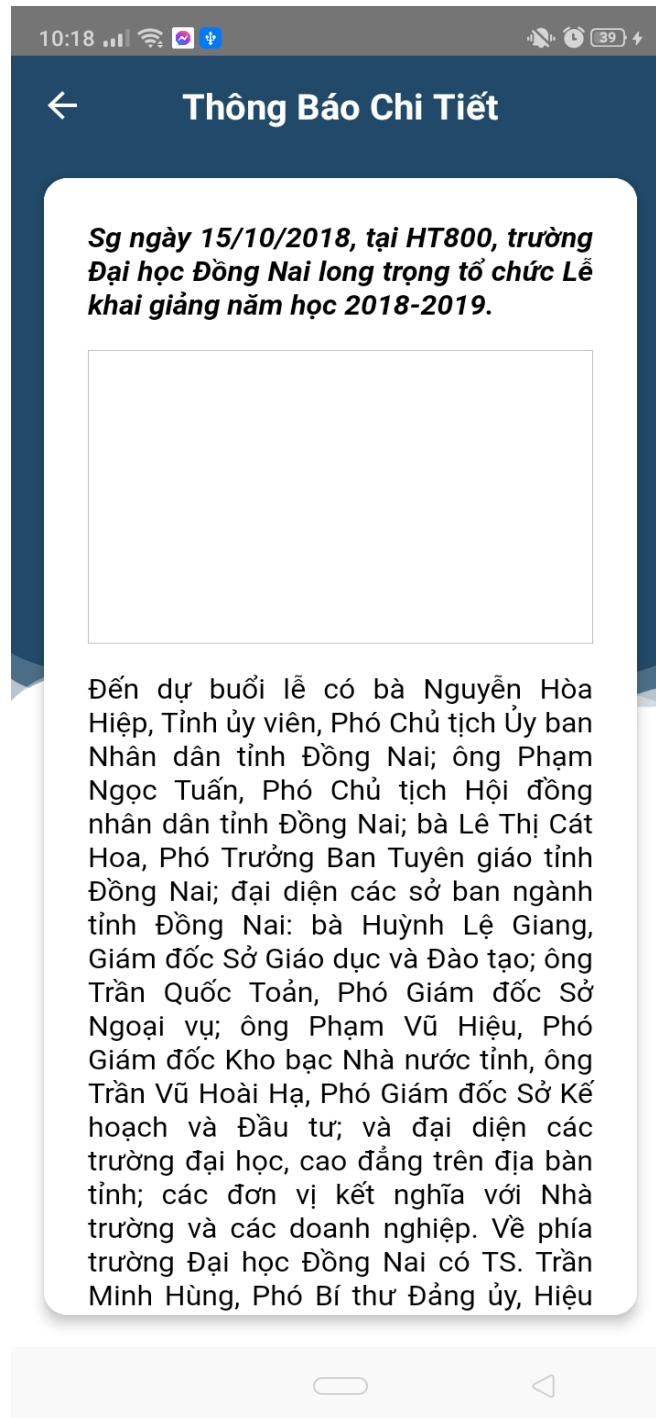 10:18
39
Thông Báo Chi Tiết
Sg ngày 15/10/2018, tại HT800, trường
Đại học Đồng Nai long trọng tổ chức Lễ
khai giảng năm học 2018-2019.
Đến dự buổi lễ có bà Nguyễn Hòa
Hiệp, Tỉnh ủy viên, Phó Chủ tịch Ủy ban
Nhân dân tỉnh Đồng Nai; ông Phạm
Ngọc Tuấn, Phó Chủ tịch Hội đồng
nhân dân tỉnh Đồng Nai; bà Lê Thị Cát
Hoa, Phó Trưởng Ban Tuyên giáo tỉnh
Đồng Nai; đại diện các sở ban ngành
tỉnh Đồng Nai: bà Huỳnh Lệ Giang,
Giám đốc Sở Giáo dục và Đào tạo; ông
Trần Quốc Toản, Phó Giám đốc Sở
Ngoại vụ; ông Phạm Vũ Hiệu, Phó
Giám đốc Kho bạc Nhà nước tỉnh, ông
Trần Vũ Hoài Hạ, Phó Giám đốc Sở Kế
hoạch và Đầu tư; và đại diện các
trường đại học, cao đẳng trên địa bàn
tỉnh; các đơn vị kết nghĩa với Nhà
trường và các doanh nghiệp. Về phía
trường Đại học Đồng Nai có TS. Trần
Minh Hùng, Phó Bí thư Đảng ủy, Hiệu